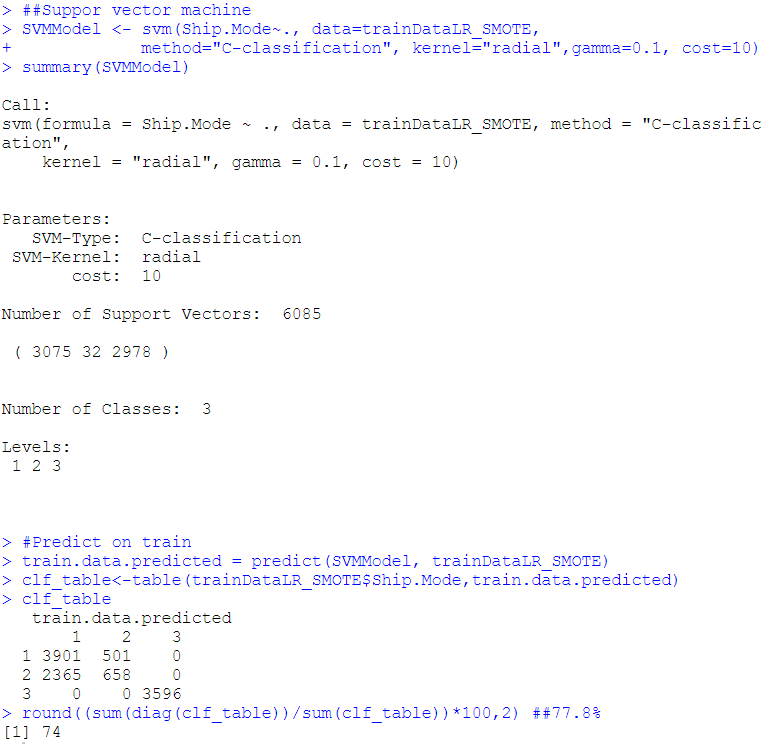 > ##Suppor vector machine
> SVMModel <- svm(Ship.Mode~., data=trainDataLR_SMOTE,
+              method="C-classification", kernel="radial",gamma=0.1, cost=10)
> summary(SVMModel)
Call:
svm(formula = Ship.Mode ~ ., data = trainDataLR_SMOTE, method = "C-classific
ation",
    kernel = "radial", gamma = 0.1, cost = 10)
Parameters:
   SVM-Type:  C-classification
 SVM-Kernel:  radial
       cost:  10
Number of Support Vectors:  6085
 ( 3075 32 2978 )
Number of Classes:  3
Levels:
 1 2 3
> #Predict on train
> train.data.predicted = predict(SVMModel, trainDataLR_SMOTE)
> clf_table<-table(trainDataLR_SMOTE$Ship.Mode,train.data.predicted)
> clf_table
   train.data.predicted
       1    2    3
  1 3901  501    0
  2 2365  658    0
  3    0    0 3596
> round((sum(diag(clf_table))/sum(clf_table))*100,2) ##77.8%
[1] 74